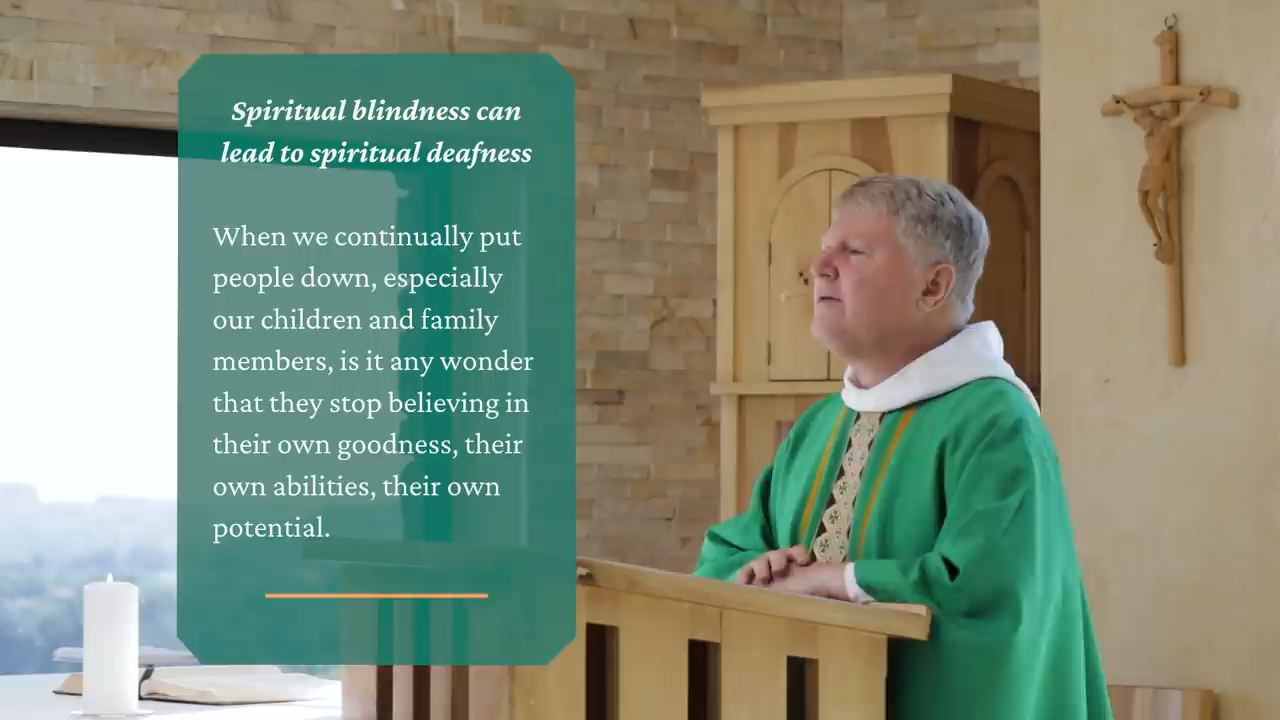 Spiritual blindness can
lead to spiritual deafness
When we continually put
people down, especially
our children and family
members, is it any wonder
that they stop believing in
their own goodness, their
own abilities, their own
potential.